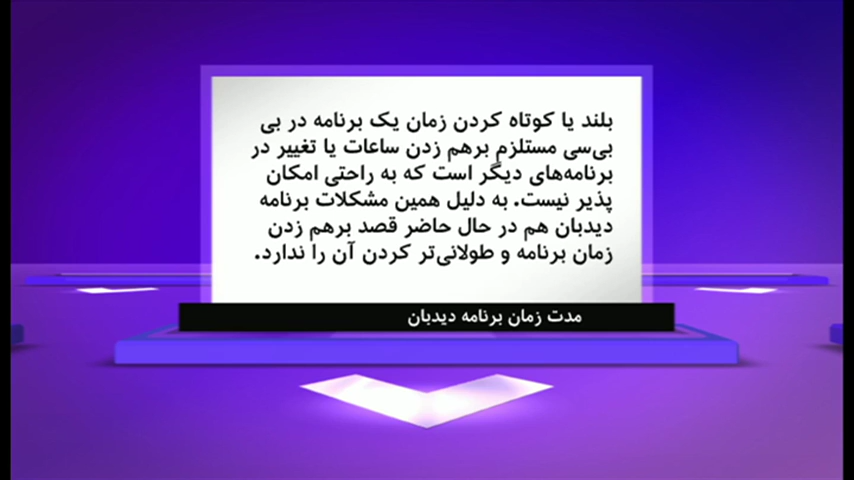 بلند یا کوتاه کردن زمان یک برنامه در بی
بی‌سی مستلزم برهم زدن ساعات یا تغییر در
برنامه‌های دیگر است که به راحتی امکان
پذیر نیست. به دلیل همین مشکلات برنامه
دیدبان هم در حال حاضر قصد برهم زدن
زمان برنامه و طولانی‌تر کردن آن را ندارد.
مدت زمان برنامه دیدبان